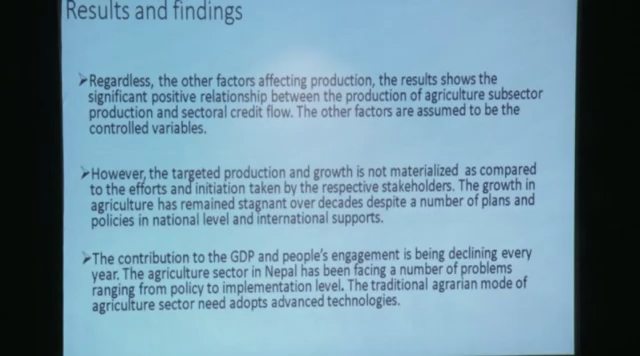 Results and findings
➢Regardless, the other factors affecting production, the results shows the
significant positive relationship between the production of agriculture subsector
production and sectoral credit flow. The other factors are assumed to be the
controlled variables.
➢However, the targeted production and growth is not materialized as compared
to the efforts and initiation taken by the respective stakeholders. The growth in
agriculture has remained stagnant over decades despite a number of plans and
policies in national level and international supports.
➢The contribution to the GDP and people's engagement is being declining every
year. The agriculture sector in Nepal has been facing a number of problems
ranging from policy to implementation level. The traditional agrarian mode of
agriculture sector need adopts advanced technologies.